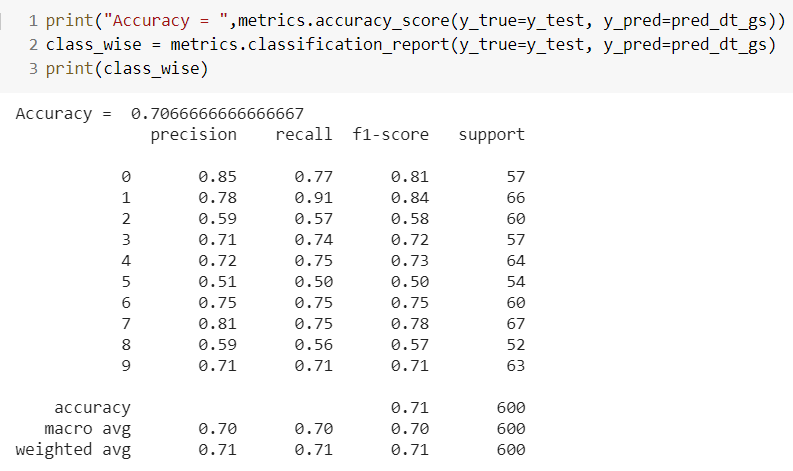 1 print("Accuracy = ",metrics.accuracy_score(y_true=y_test, y_pred=pred_dt_gs))
2 class_wise = metrics.classification_report(y_true=y_test, y_pred=pred_dt_gs)
3 print(class_wise)
Accuracy =  0.7066666666666667
precision    recall  f1-score   support
0       0.85      0.77      0.81        57
1       0.78      0.91      0.84        66
2       0.59      0.57      0.58        60
3       0.71      0.74      0.72        57
4       0.72      0.75      0.73        64
5       0.51      0.50      0.50        54
6       0.75      0.75      0.75        60
7       0.81      0.75      0.78        67
8       0.59      0.56      0.57        52
9       0.71      0.71      0.71        63
accuracy                           0.71       600
macro avg       0.70      0.70      0.70       600
weighted avg       0.71      0.71      0.71       600